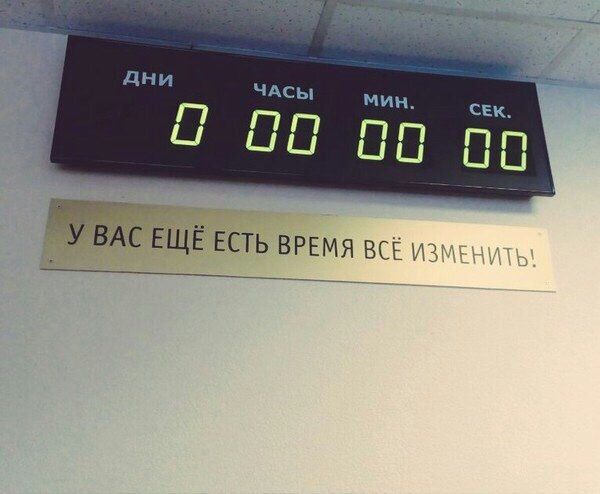 ДНИ ЧАСЫ МИН. СЕК.
0 00 00 00
У ВАС ЕЩЁ ЕСТЬ ВРЕМЯ ВСЁ ИЗМЕНИТЬ!